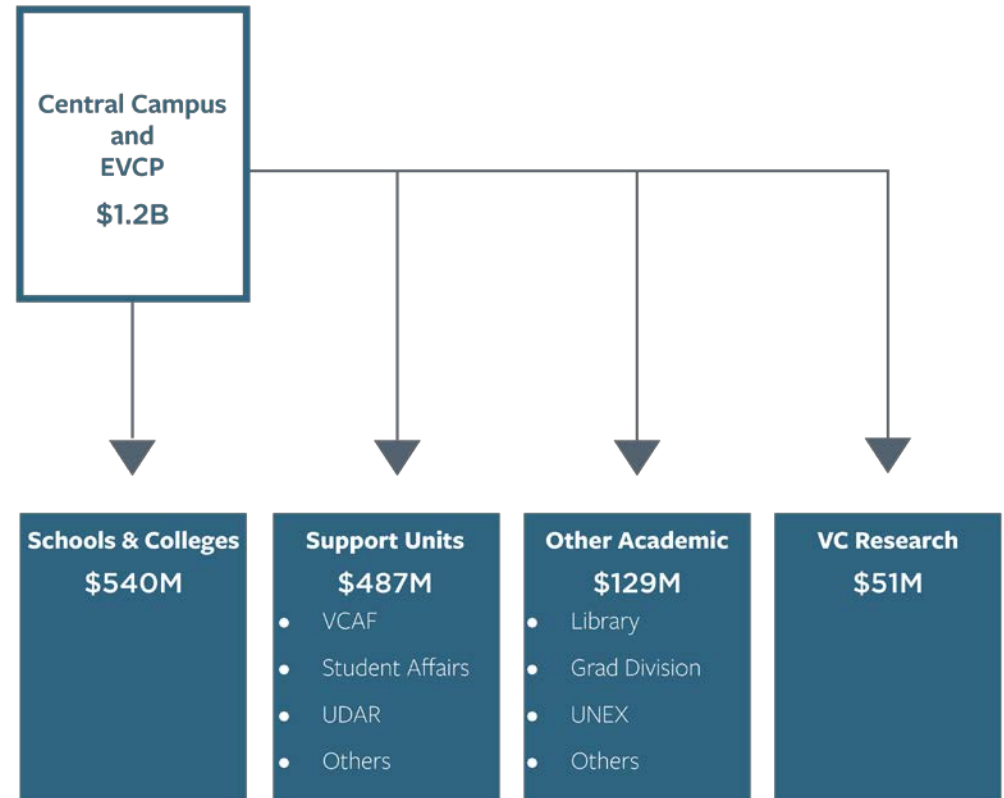 Central Campus
and
EVCP
$1.2B
Schools & Colleges
$540M
Support Units
$487M
• VCAF
• Student Affairs
• UDAR
• Others
Other Academic
$129M
• Library
• Grad Division
• UNEX
• Others
VC Research
$51M